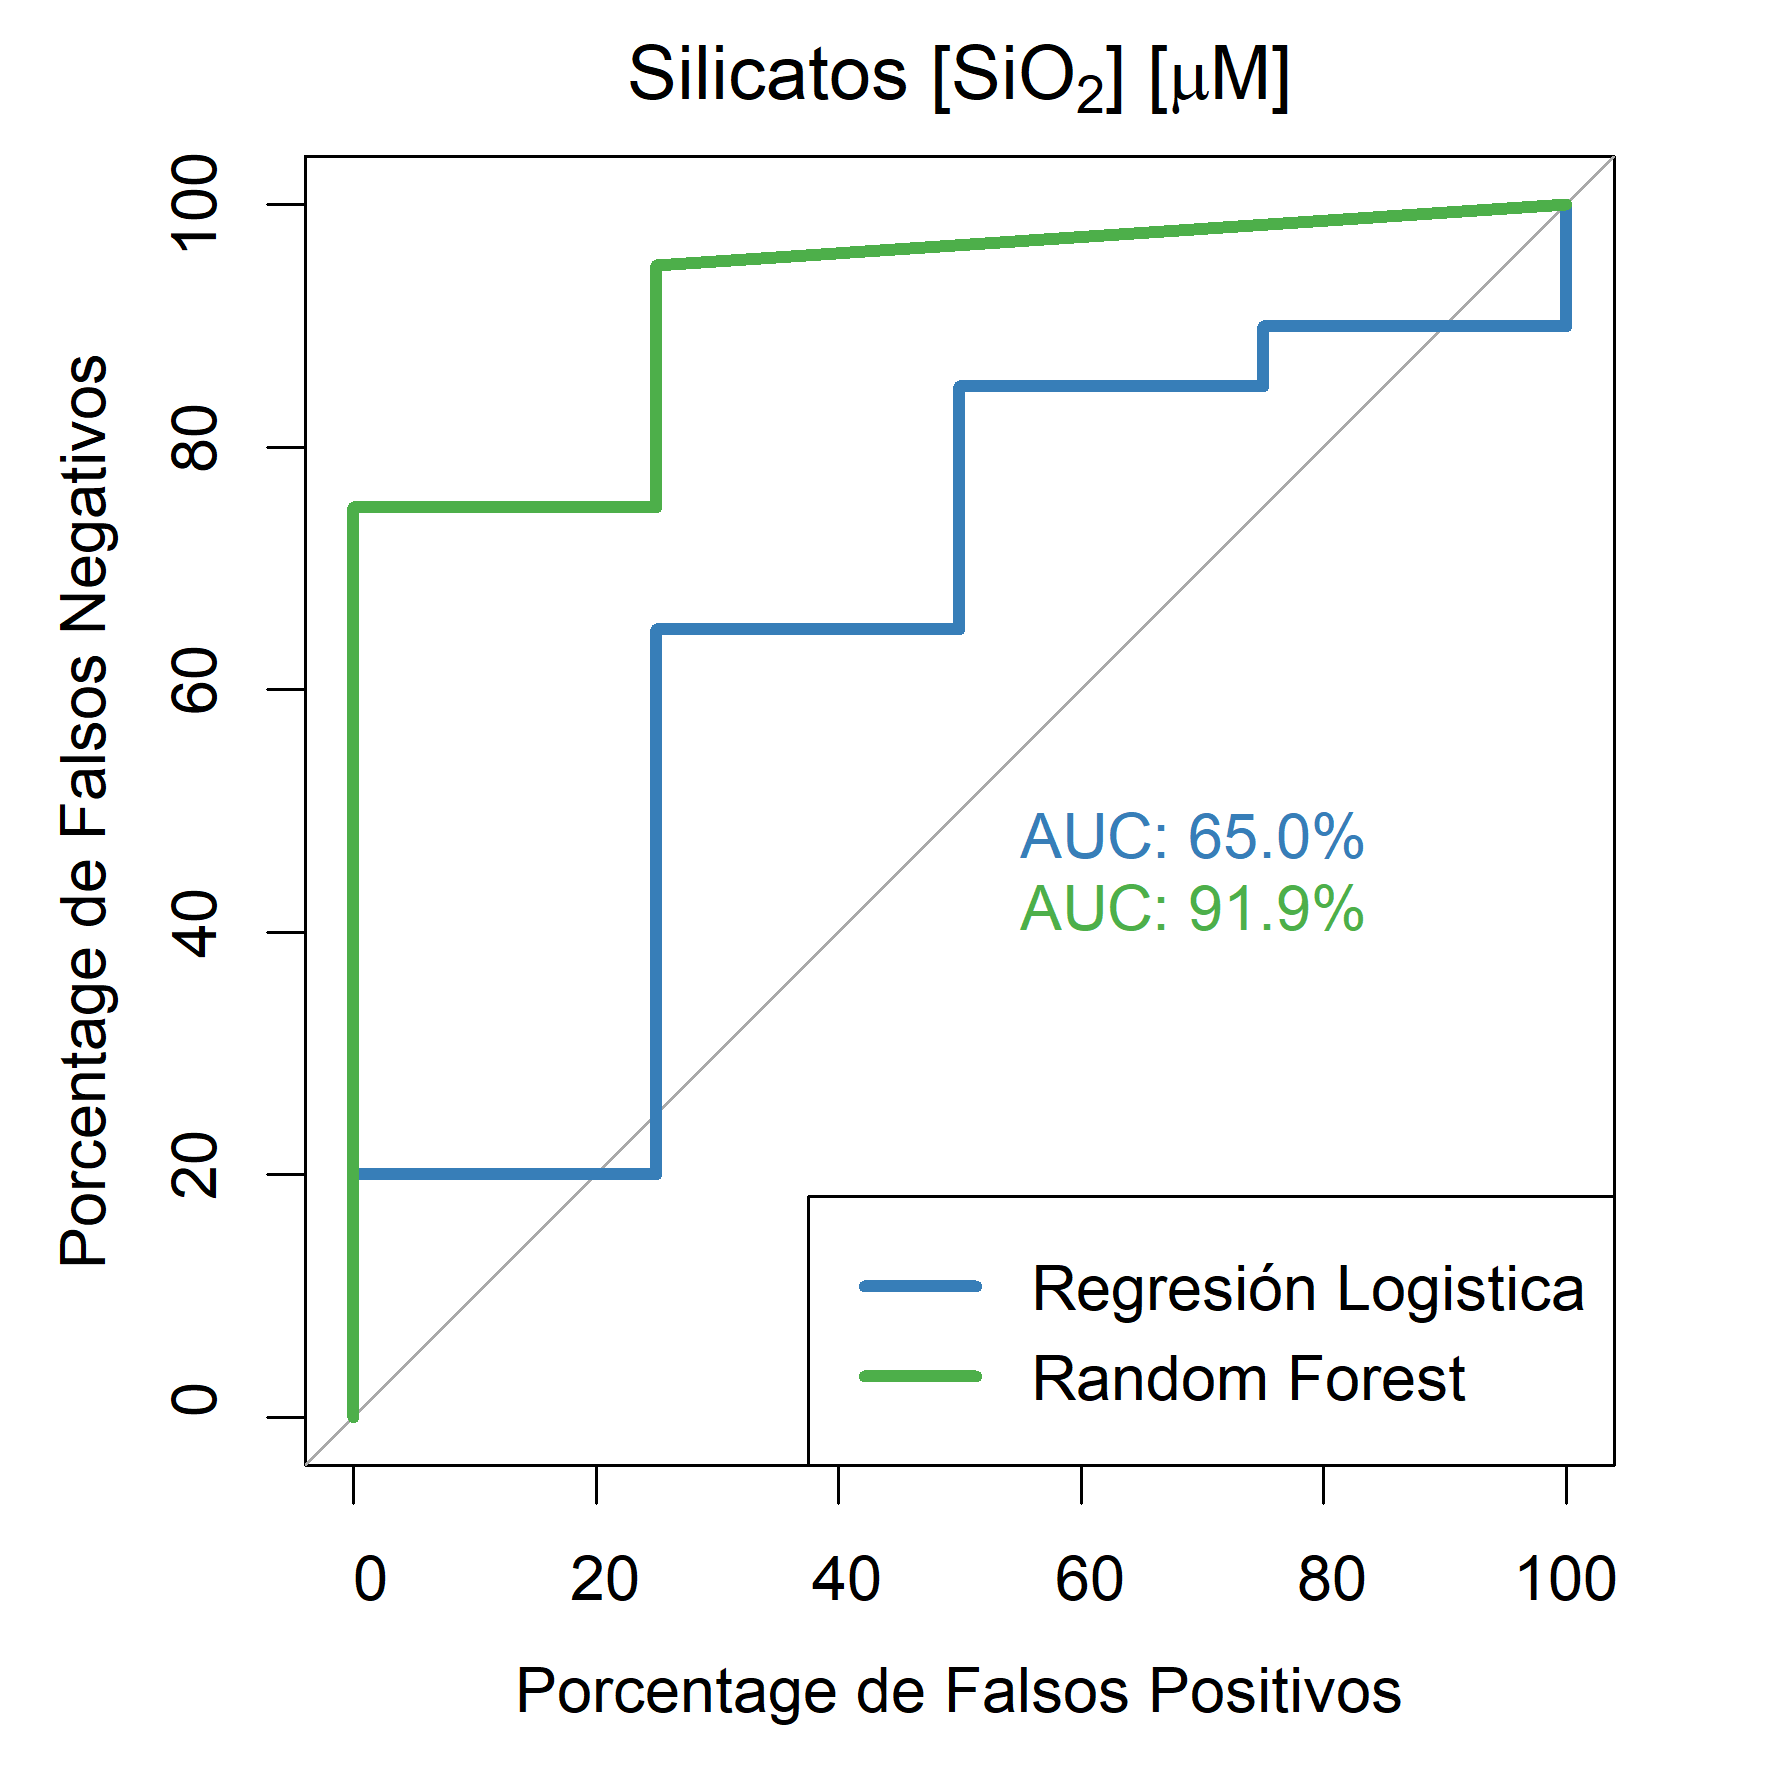 Silicatos [SiO₂] [μM]
100
80
60
40
20
0
Porcentage de Falsos Negativos
AUC: 65.0%
AUC: 91.9%
Regresión Logistica
Random Forest
0 20 40 60 80 100
Porcentage de Falsos Positivos